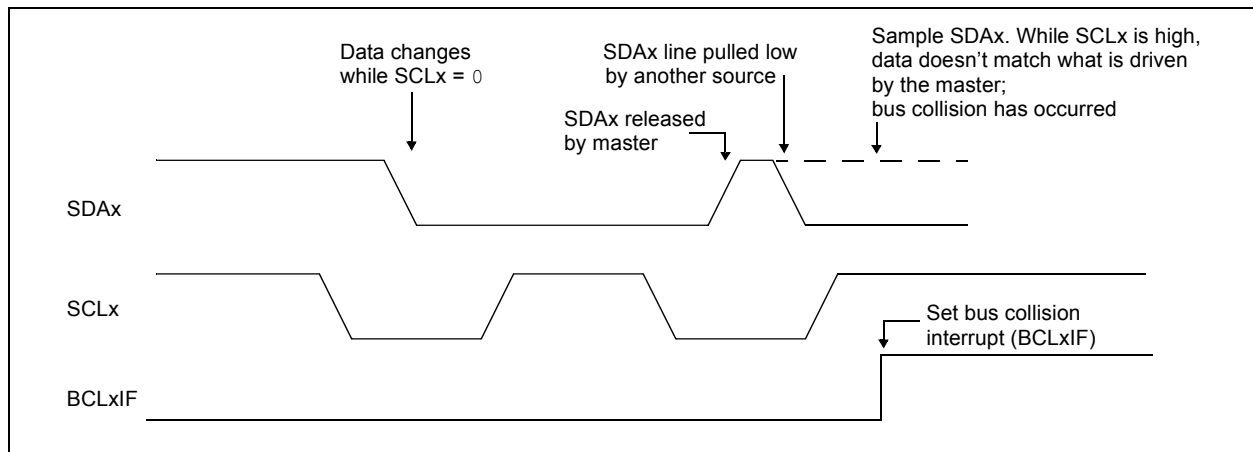 Data changes
while SCLx = 0
SDAx line pulled low
by another source
Sample SDAx. While SCLx is high,
data doesn't match what is driven
by the master;
bus collision has occurred
SDAx released
by master
SDAx
SCLx
Set bus collision
interrupt (BCLxIF)
BCLxIF